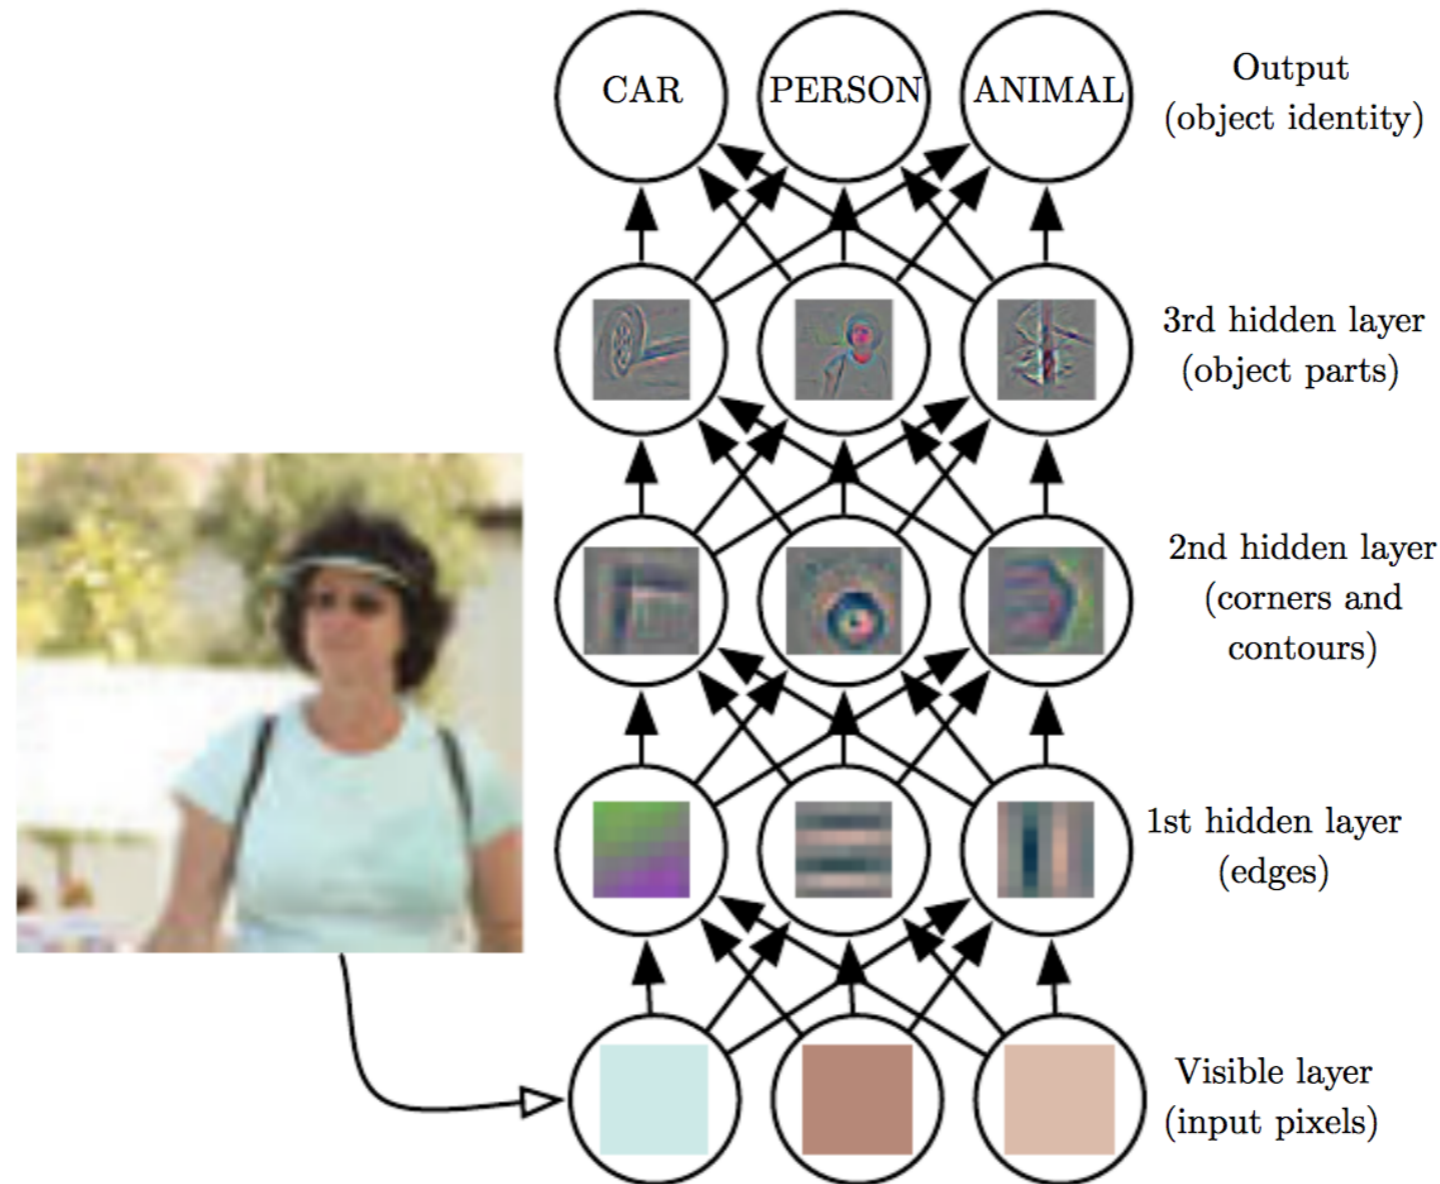 CAR
PERSON
ANIMAL
Output
(object identity)
3rd hidden layer
(object parts)
2nd hidden layer
(corners and
contours)
1st hidden layer
(edges)
Visible layer
(input pixels)